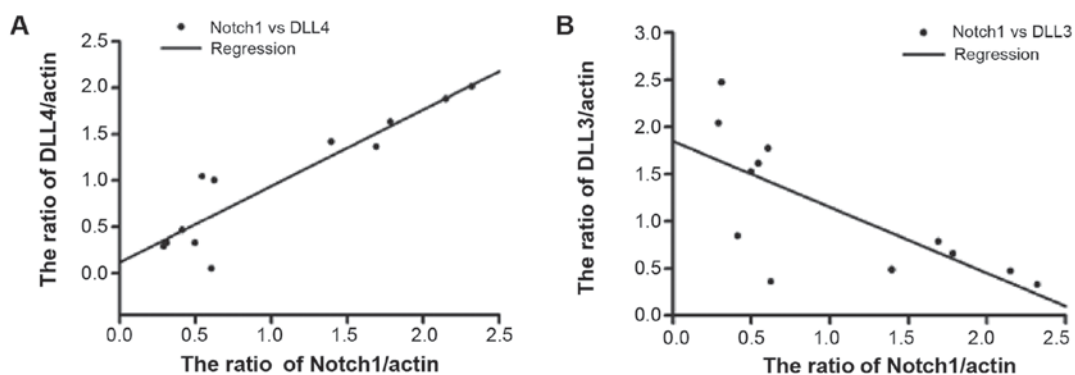 A
Notch1 vs DLL4
Regression
The ratio of DLL4/actin
2.5
2.0
1.5
1.0
0.5
0.0
0.0 0.5 1.0 1.5 2.0 2.5
The ratio of Notch1/actin
B
Notch1 vs DLL3
Regression
The ratio of DLL3/actin
3.0
2.5
2.0
1.5
1.0
0.5
0.0
0.0 0.5 1.0 1.5 2.0 2.5
The ratio of Notch1/actin